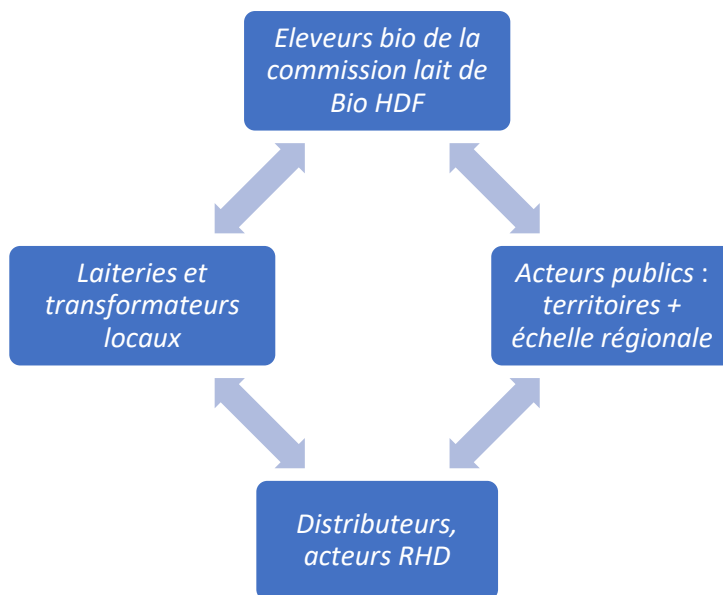 Eleveurs bio de la
commission lait de
Bio HDF
Laiteries et
transformateurs
locaux
Acteurs publics :
territoires +
échelle régionale
Distributeurs,
acteurs RHD